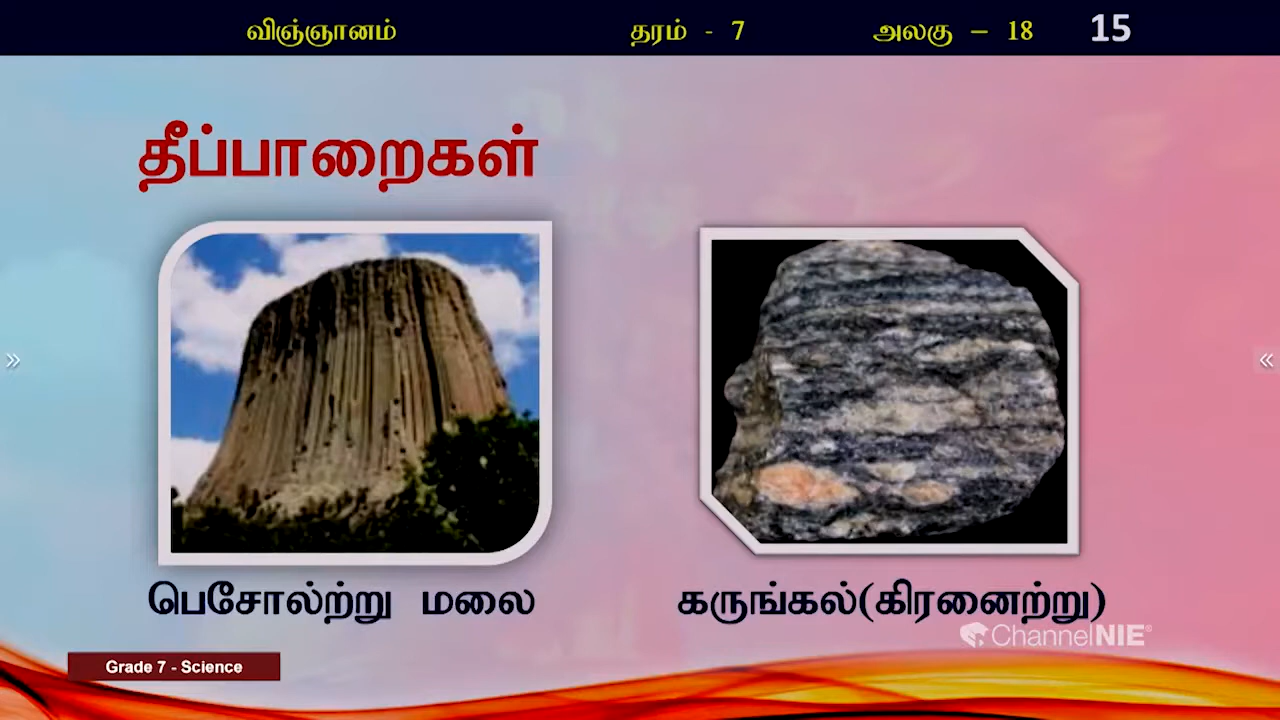 விஞ்ஞானம் தரம் - 7 அலகு – 18 15
தீப்பாறைகள்
பெசோல்ற்று மலை
கருங்கல்(கிரனைற்று)
ChannelNIE®
Grade 7 - Science